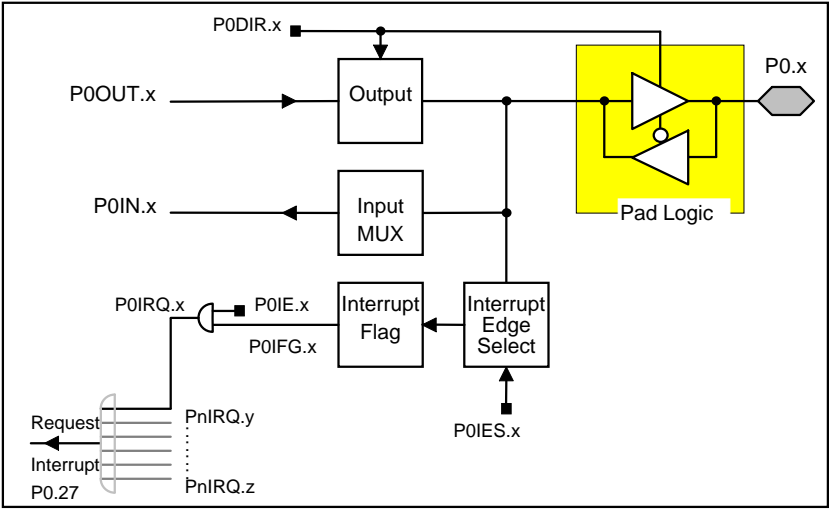 P0DIR.x
P0.x
P0OUT.x
Output
P0IN.x
Input
MUX
Pad Logic
P0IRQ.x
P0IE.x
Interrupt
Flag
Interrupt
Edge
Select
P0IFG.x
Request
PnIRQ.y
P0IES.x
Interrupt
PnIRQ.z
P0.27